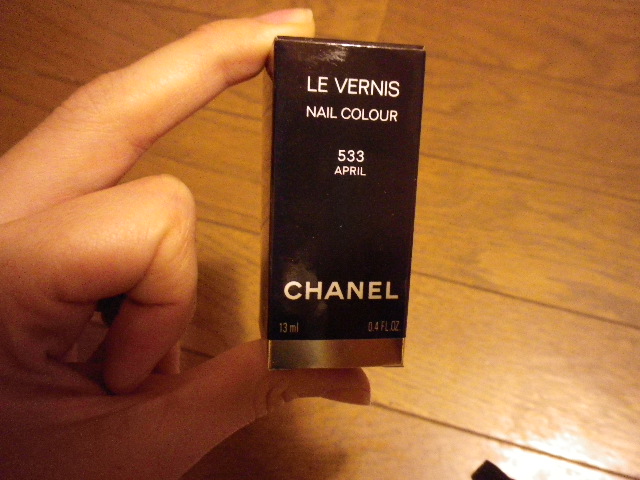 LE VERNIS
NAIL COLOUR
533
APRIL
CHANEL
13 ml 0.4 FL.OZ.